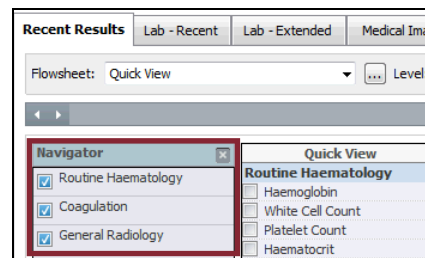 Recent Results Lab - Recent Lab - Extended Medical Ima
Flowsheet: Quick View ... Level
Navigator
Routine Haematology
Coagulation
General Radiology
Quick View
Routine Haematology
Haemoglobin
White Cell Count
Platelet Count
Haematocrit